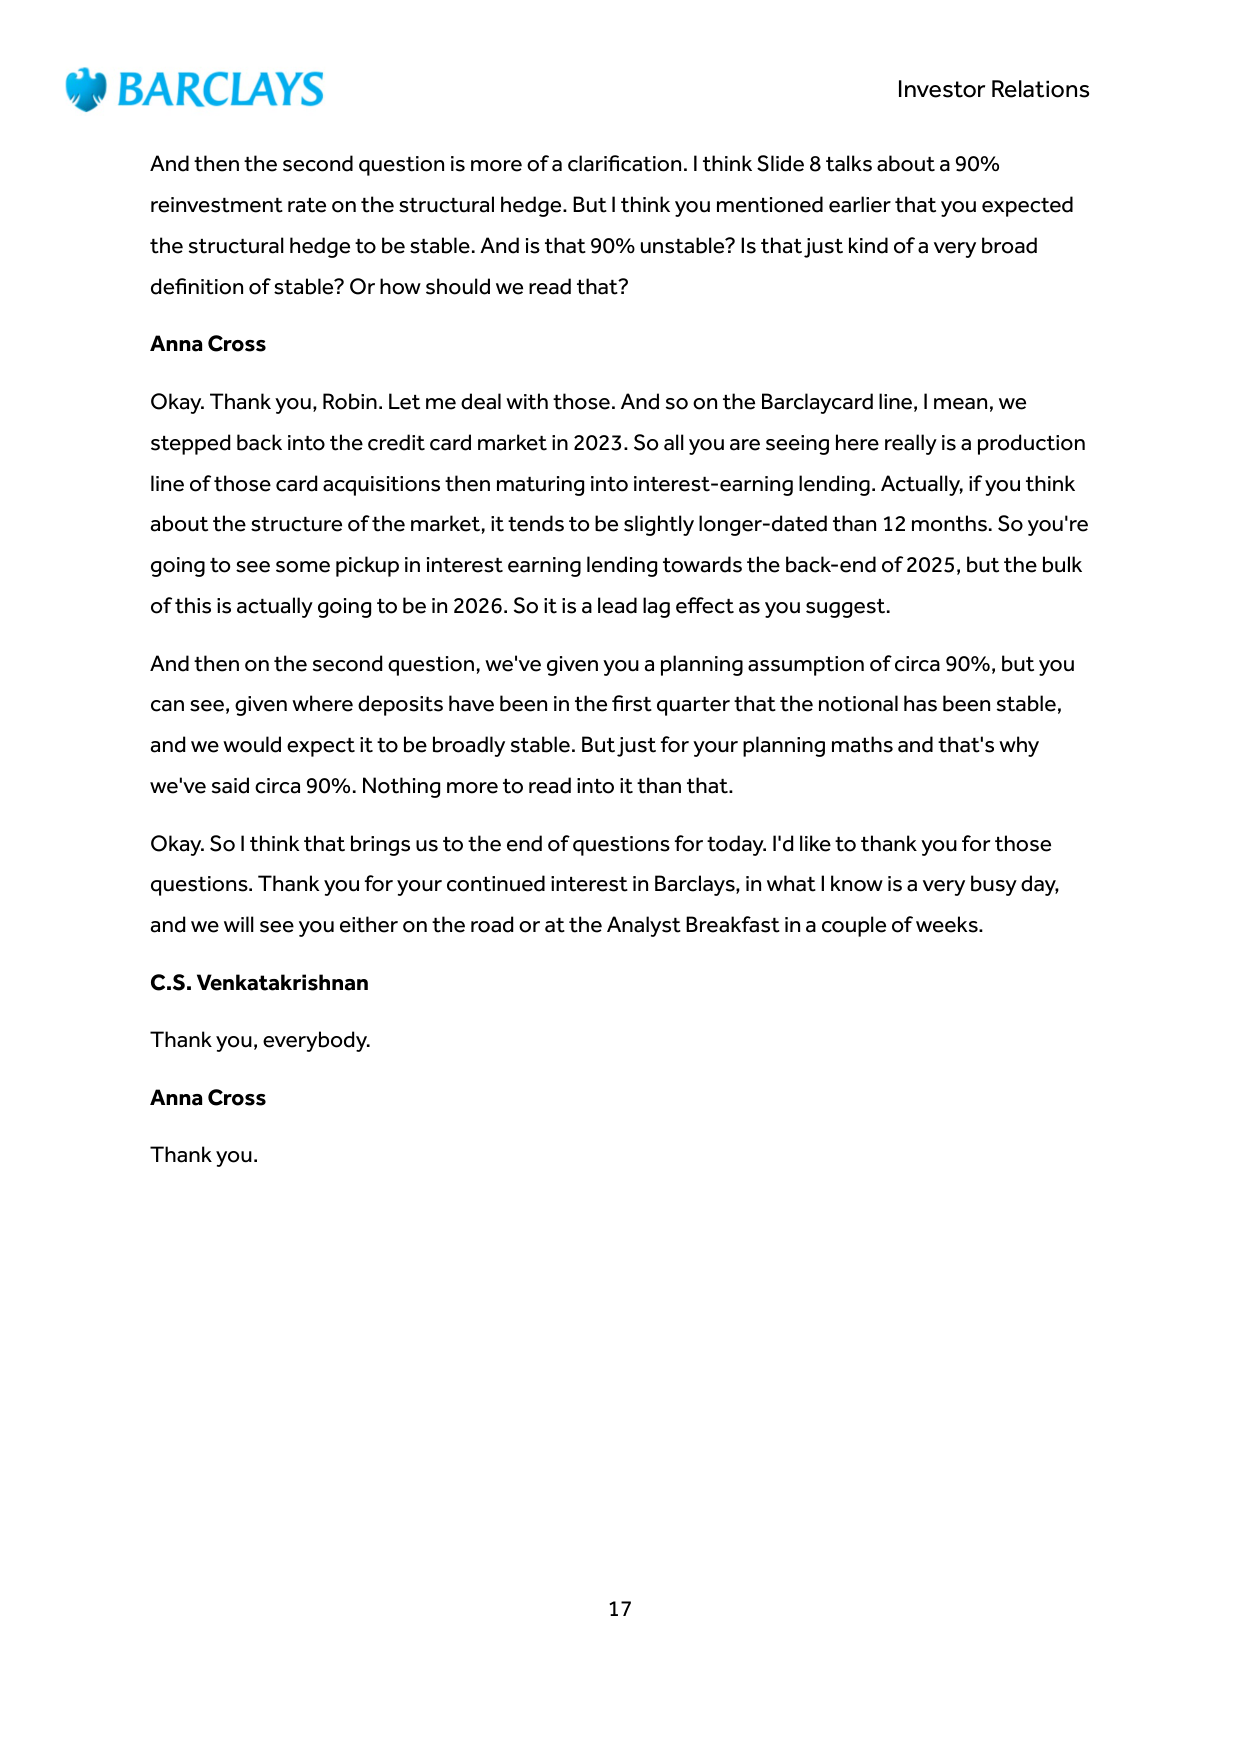 BARCLAYS
Investor Relations
And then the second question is more of a clarification. I think Slide 8 talks about a 90%
reinvestment rate on the structural hedge. But I think you mentioned earlier that you expected
the structural hedge to be stable. And is that 90% unstable? Is that just kind of a very broad
definition of stable? Or how should we read that?
Anna Cross
Okay. Thank you, Robin. Let me deal with those. And so on the Barclaycard line, I mean, we
stepped back into the credit card market in 2023. So all you are seeing here really is a production
line of those card acquisitions then maturing into interest-earning lending. Actually, if you think
about the structure of the market, it tends to be slightly longer-dated than 12 months. So you're
going to see some pickup in interest earning lending towards the back-end of 2025, but the bulk
of this is actually going to be in 2026. So it is a lead lag effect as you suggest.
And then on the second question, we've given you a planning assumption of circa 90%, but you
can see, given where deposits have been in the first quarter that the notional has been stable,
and we would expect it to be broadly stable. But just for your planning maths and that's why
we've said circa 90%. Nothing more to read into it than that.
Okay. So I think that brings us to the end of questions for today. I'd like to thank you for those
questions. Thank you for your continued interest in Barclays, in what I know is a very busy day,
and we will see you either on the road or at the Analyst Breakfast in a couple of weeks.
C.S. Venkatakrishnan
Thank you, everybody.
Anna Cross
Thank you.
17